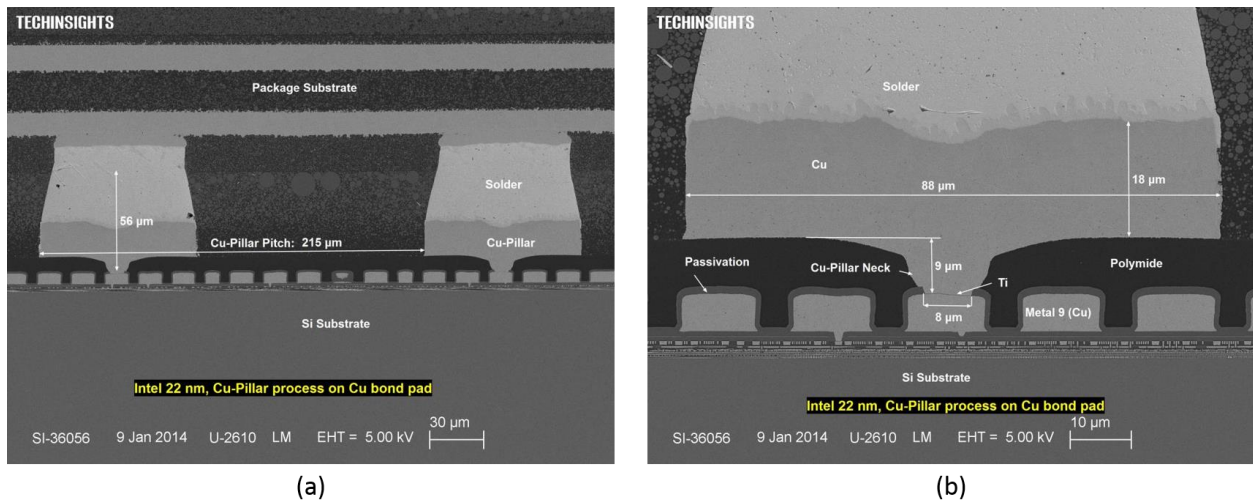 TECHINSIGHTS
Package Substrate
Solder
56 µm
Cu-Pillar Pitch: 215 µm
Cu-Pillar
Si Substrate
Intel 22 nm, Cu-Pillar process on Cu bond pad
30 µm
SI-36056 9 Jan 2014 U-2610 LM EHT = 5.00 kV
(a)
TECHINSIGHTS
Solder
Cu
18 µm
88 µm
Passivation
Cu-Pillar Neck
9 µm
Polymide
Ti
8 µm
Metal 9 (Cu)
Si Substrate
Intel 22 nm, Cu-Pillar process on Cu bond pad
10 µm
SI-36056 9 Jan 2014 U-2610 LM EHT = 5.00 kV
(b)